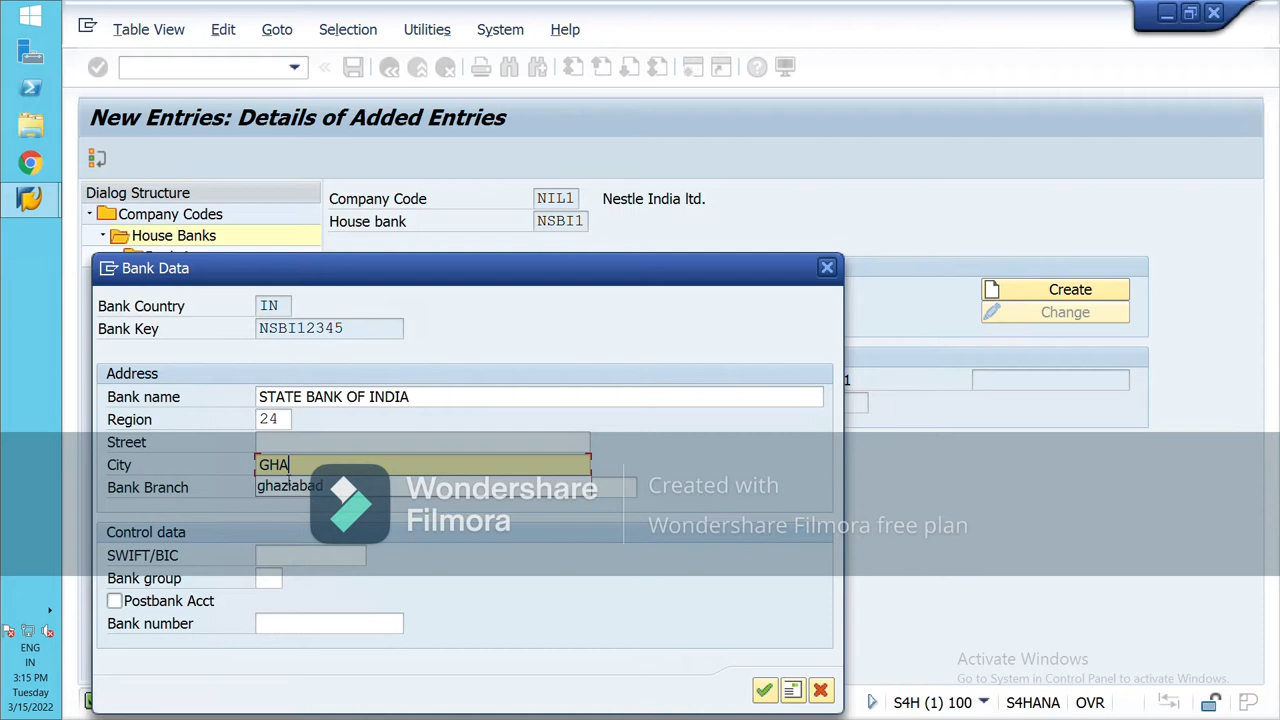 Table View Edit Goto Selection Utilities System Help
New Entries: Details of Added Entries
Dialog Structure
Company Codes
House Banks
Company Code NIL1 Nestle India ltd.
House bank NSBI1
Create
Change
1
Bank Data
Bank Country IN
Bank Key NSBI12345
Address
Bank name STATE BANK OF INDIA
Region 24
Street
City GHA
Bank Branch
ghaziabad
Wondershare
Filmora
Created with
Wondershare Filmora free plan
Control data
SWIFT/BIC
Bank group
Postbank Acct
Bank number
Activate Windows
Go to System in Control Panel to activate Windows.
S4H (1) 100 S4HANA OVR
ENG
IN
3:15 PM
Tuesday
3/15/2022